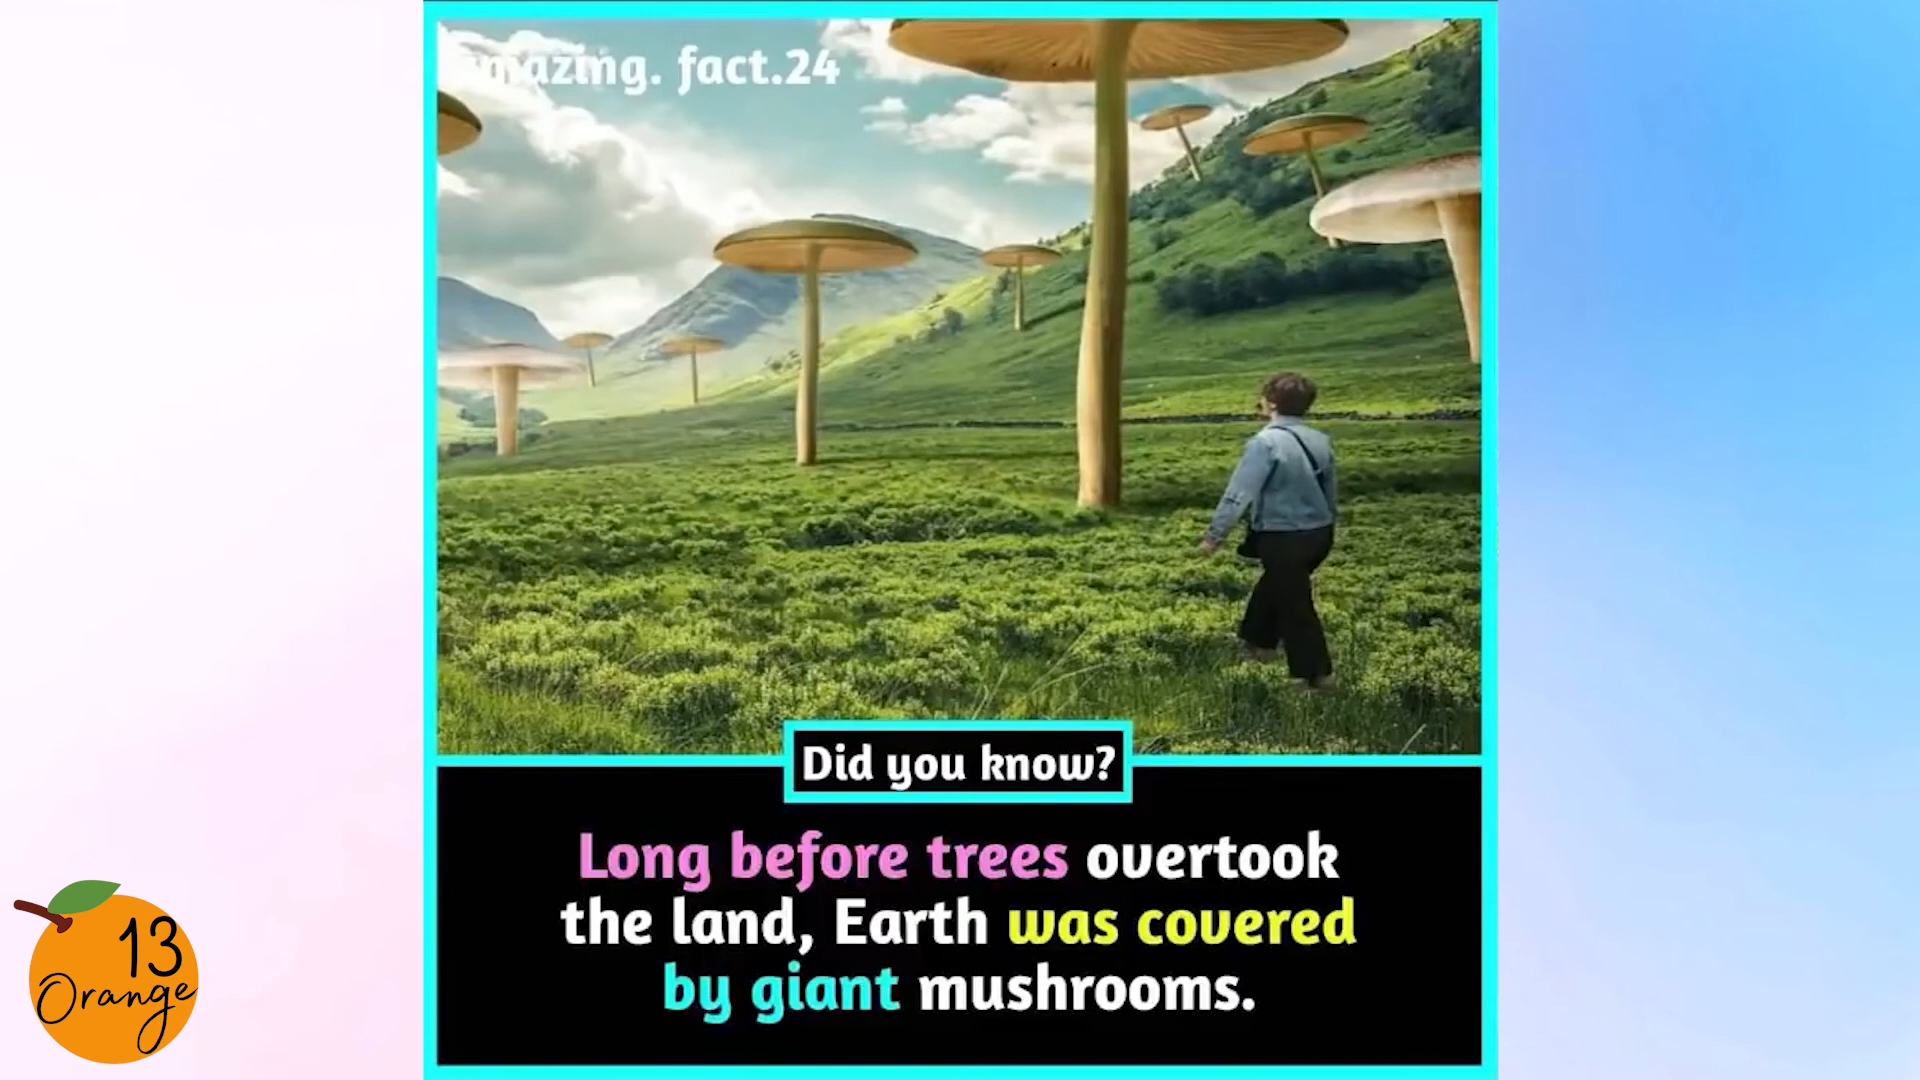 amazing. fact.24
Did you know?
Long before trees overtook
the land, Earth was covered
by giant mushrooms.
13
Orange